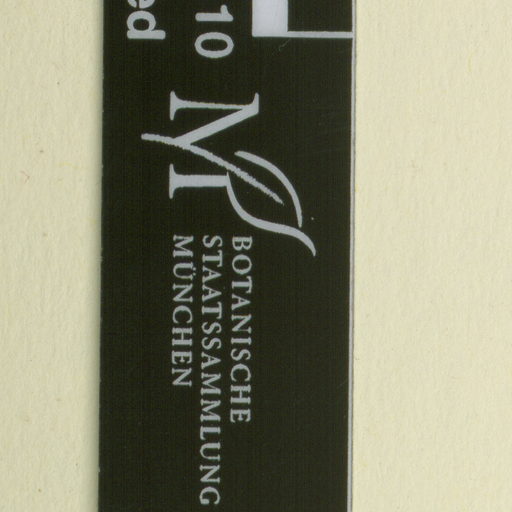 10
ed
M
BOTANISCHE
STAATSSAMMLUNG
MÜNCHEN